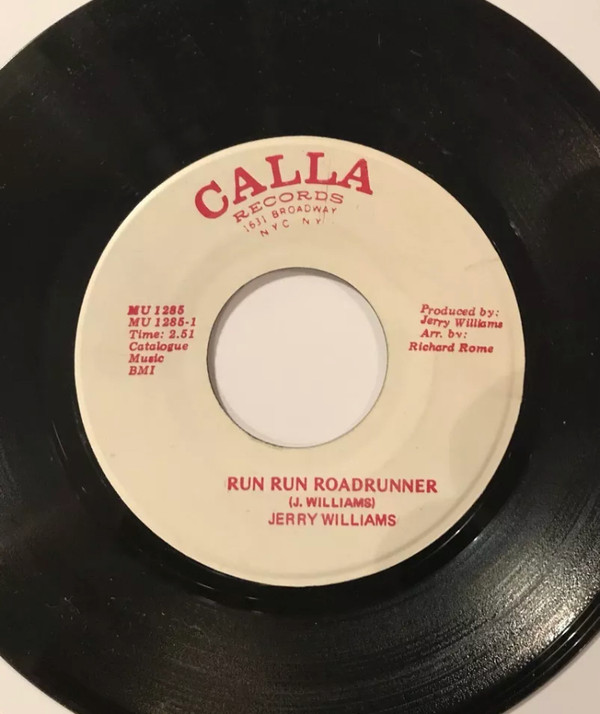 CALLA
RECORDS
1631 BROADWAY
NYC NY
MU 1285
MU 1285-1
Time: 2.51
Catalogue
Music
BMI
Produced by:
Jerry Williams
Arr. by:
Richard Rome
RUN RUN ROADRUNNER
(J. WILLIAMS)
JERRY WILLIAMS